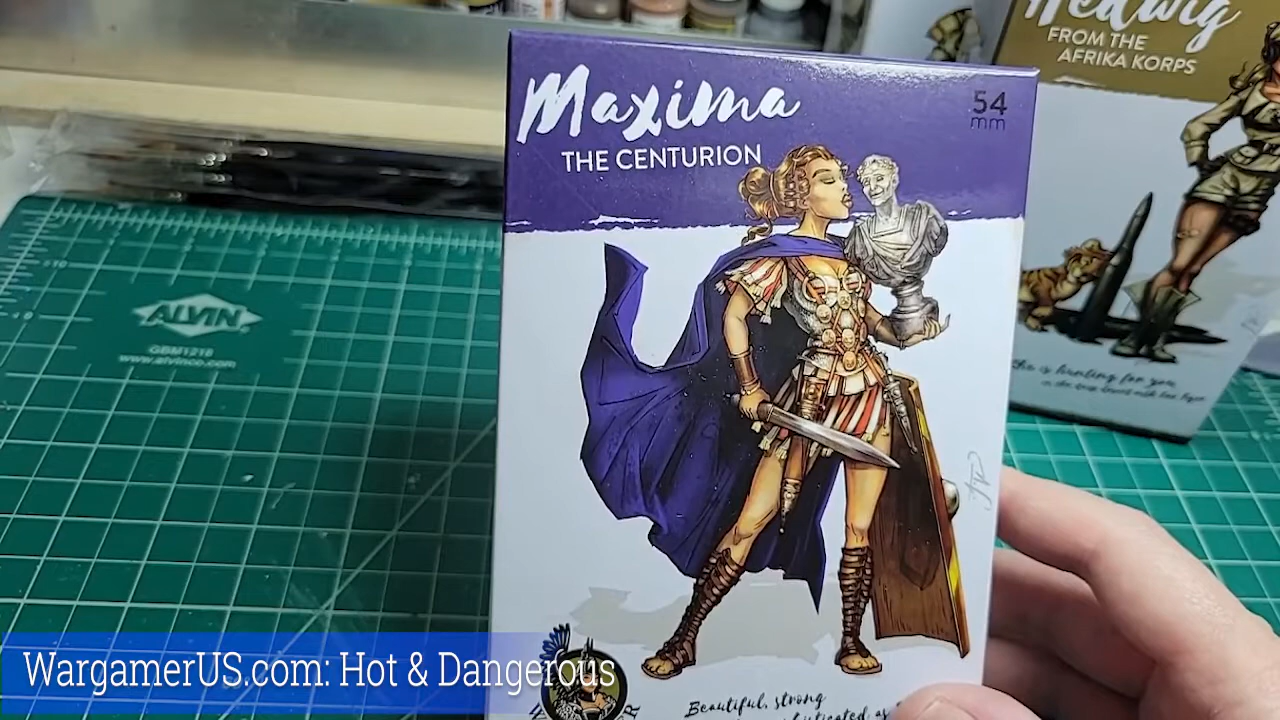 Hedwig
FROM THE
AFRIKA KORPS
Maxima
THE CENTURION
54
mm
ALVIN
GBM1218
www.alvinco.com
WargamerUS.com: Hot & Dangerous
Beautiful, strong